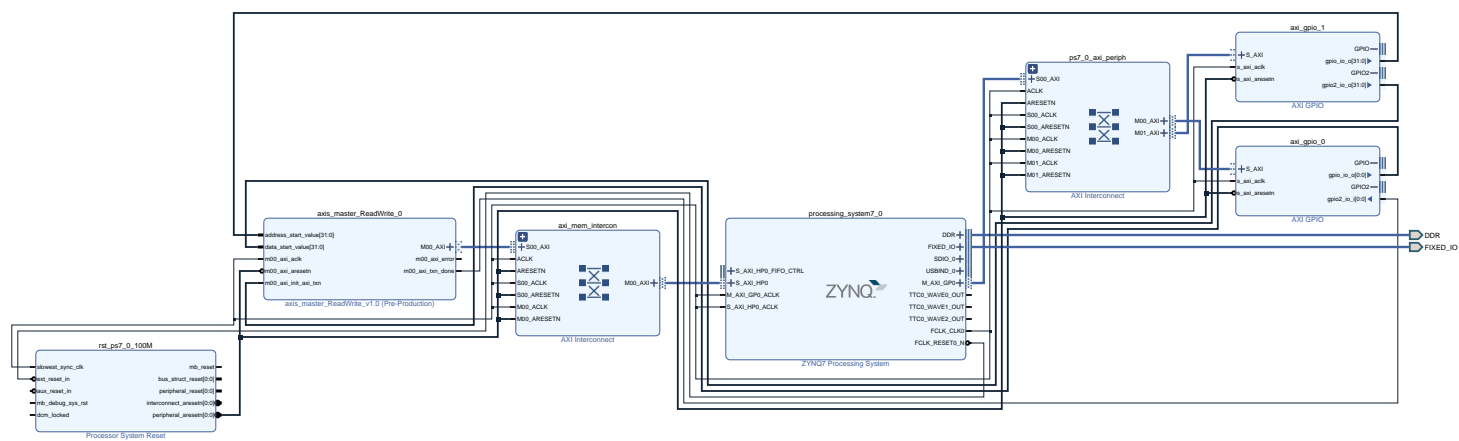 axi_gpio_1
S_AXI
s_axi_aclk
s_axi_aresetn
GPIO
gpio_io_o[31:0]
GPIO2
gpio2_io_o[31:0]
AXI GPIO
ps7_0_axi_periph
S00_AXI
ACLK
ARESETN
S00_ACLK
S00_ARESETN
M00_ACLK
M00_ARESETN
M01_ACLK
M01_ARESETN
M00_AXI
M01_AXI
AXI Interconnect
axi_gpio_0
S_AXI
s_axi_aclk
s_axi_aresetn
GPIO
gpio_io_o[0:0]
GPIO2
gpio2_io_i[0:0]
AXI GPIO
axis_master_ReadWrite_0
address_start_value[31:0]
data_start_value[31:0]
m00_axi_aclk
m00_axi_aresetn
m00_axi_init_axi_txn
M00_AXI
m00_axi_error
m00_axi_txn_done
axis_master_ReadWrite_v1.0 (Pre-Production)
axi_mem_intercon
S00_AXI
ACLK
ARESETN
S00_ACLK
S00_ARESETN
M00_ACLK
M00_ARESETN
M00_AXI
AXI Interconnect
processing_system7_0
S_AXI_HP0_FIFO_CTRL
S_AXI_HP0
M_AXI_GP0_ACLK
S_AXI_HP0_ACLK
ZYNQ
DDR
FIXED_IO
SDIO_0
USBIND_0
M_AXI_GP0
TTC0_WAVE0_OUT
TTC0_WAVE1_OUT
TTC0_WAVE2_OUT
FCLK_CLK0
FCLK_RESET0_N
ZYNQ7 Processing System
DDR
FIXED_IO
rst_ps7_0_100M
slowest_sync_clk
ext_reset_in
aux_reset_in
mb_debug_sys_rst
dcm_locked
mb_reset
bus_struct_reset[0:0]
peripheral_reset[0:0]
interconnect_aresetn[0:0]
peripheral_aresetn[0:0]
Processor System Reset